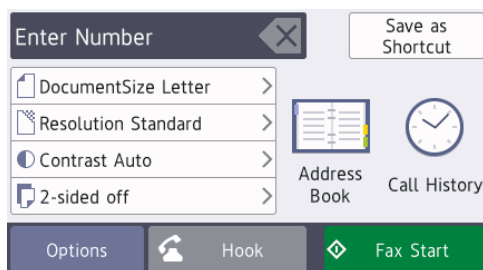 Enter Number
Save as
Shortcut
DocumentSize Letter
Resolution Standard
Contrast Auto
2-sided off
Address
Book
Call History
Options
Hook
Fax Start